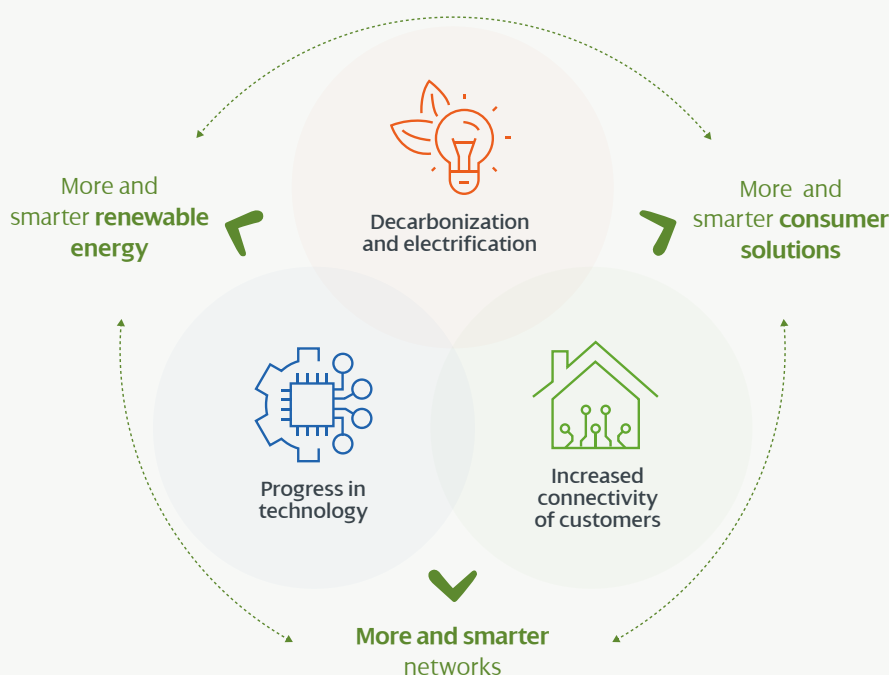 Decarbonization
and electrification
More and
smarter renewable
energy
More and
smarter consumer
solutions
Progress in
technology
Increased
connectivity
of customers
More and smarter
networks